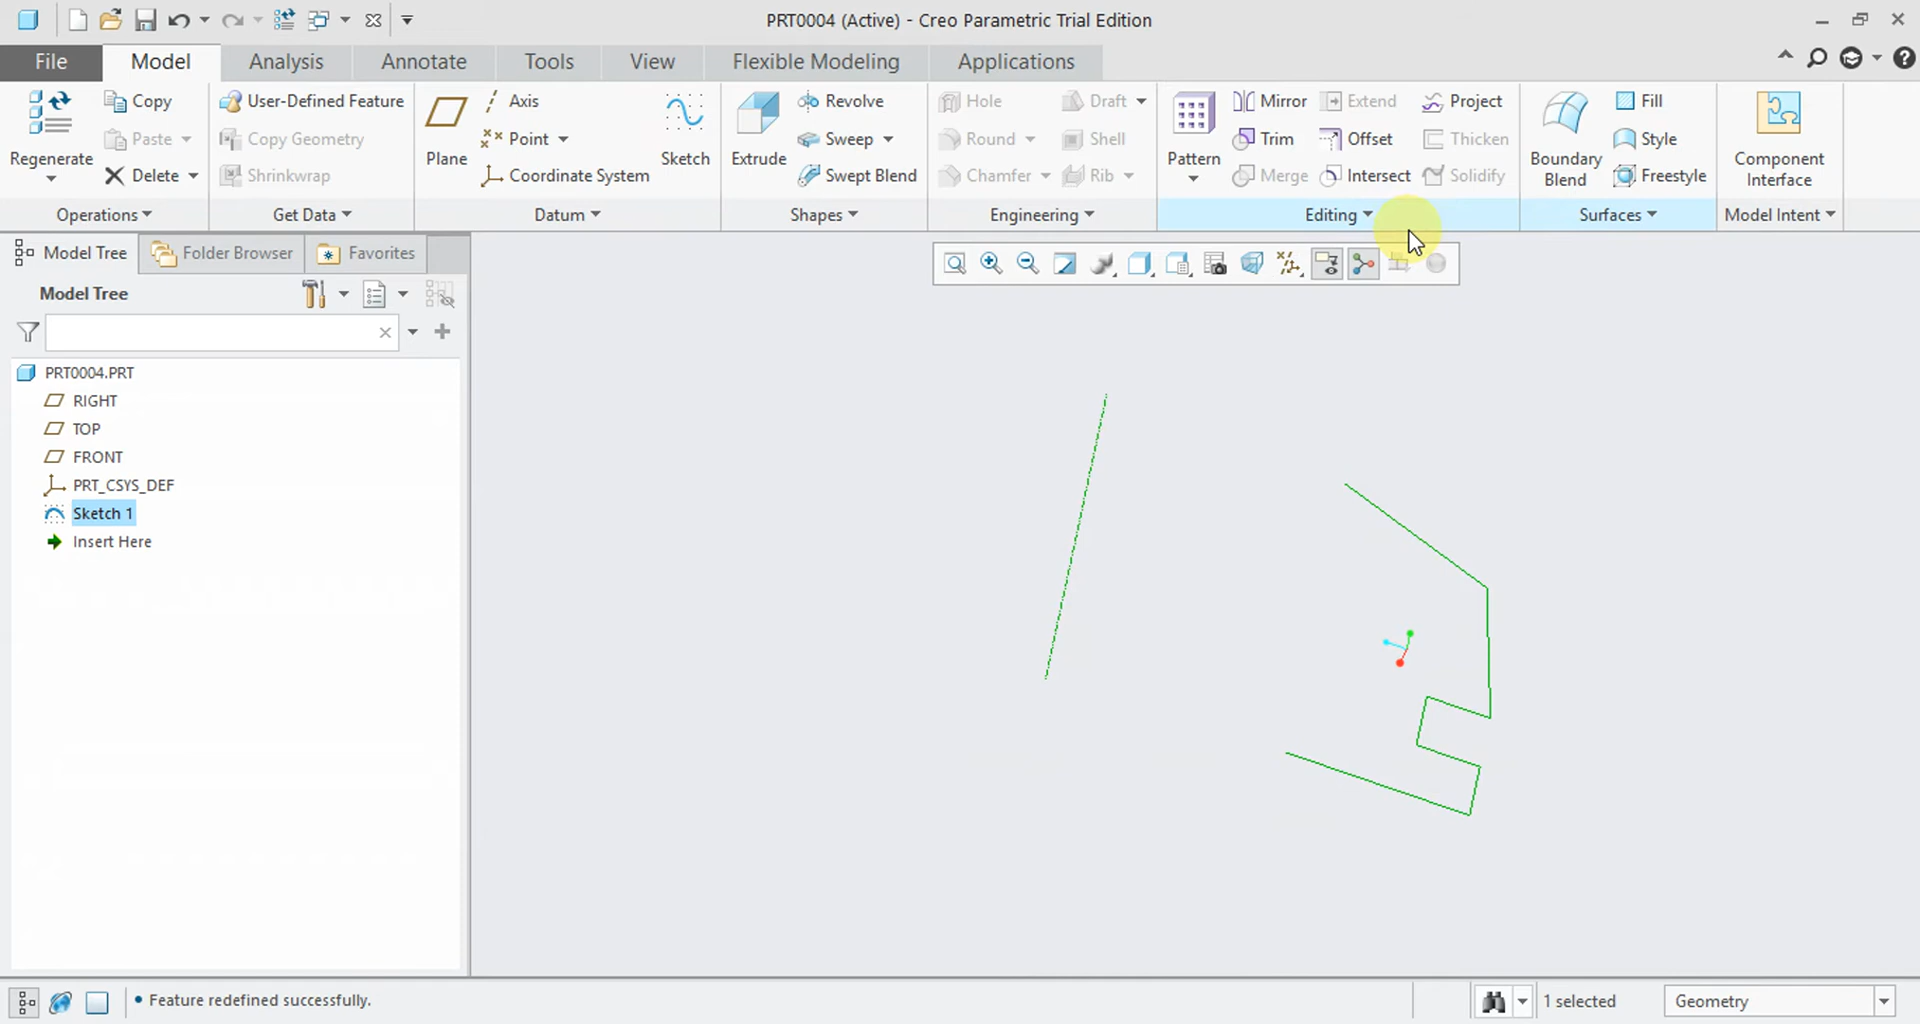 PRT0004 (Active) - Creo Parametric Trial Edition
File Model Analysis Annotate Tools View Flexible Modeling Applications
Regenerate Copy Paste Delete
Operations
User-Defined Feature Copy Geometry Shrinkwrap
Get Data
Plane Axis Point Coordinate System Sketch
Datum
Extrude Revolve Sweep Swept Blend
Shapes
Hole Round Chamfer Draft Shell Rib
Engineering
Pattern Mirror Trim Merge Extend Offset Intersect Project Thicken Solidify
Editing
Boundary Blend Fill Style Freestyle
Surfaces
Component Interface
Model Intent
Model Tree Folder Browser Favorites
Model Tree
PRT0004.PRT
RIGHT
TOP
FRONT
PRT_CSYS_DEF
Sketch 1
Insert Here
Feature redefined successfully.
1 selected
Geometry